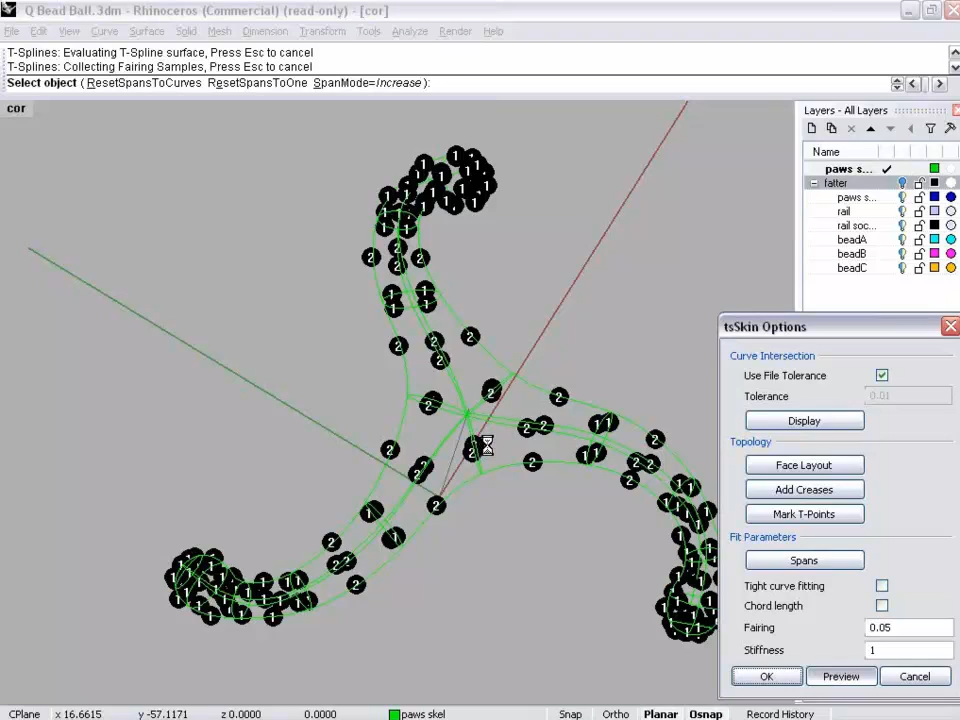 Q Bead Ball.3dm - Rhinoceros (Commercial) (read-only) - [cor]
File Edit View Curve Surface Solid Mesh Dimension Transform Tools Analyze Render Help
T-Splines: Evaluating T-Spline surface, Press Esc to cancel
T-Splines: Collecting Fairing Samples, Press Esc to cancel
Select object ( ResetSpansToCurves ResetSpansToOne SpanMode=Increase):
cor
Layers - All Layers
Name
paws s...
fatter
paws s...
rail
rail soc...
beadA
beadB
beadC
tsSkin Options
Curve Intersection
Use File Tolerance
Tolerance 0.01
Display
Topology
Face Layout
Add Creases
Mark T-Points
Fit Parameters
Spans
Tight curve fitting
Chord length
Fairing 0.05
Stiffness 1
OK Preview Cancel
CPlane x 16.6615 y -57.1171 z 0.0000 0.0000 paws skel Snap Ortho Planar Osnap Record History